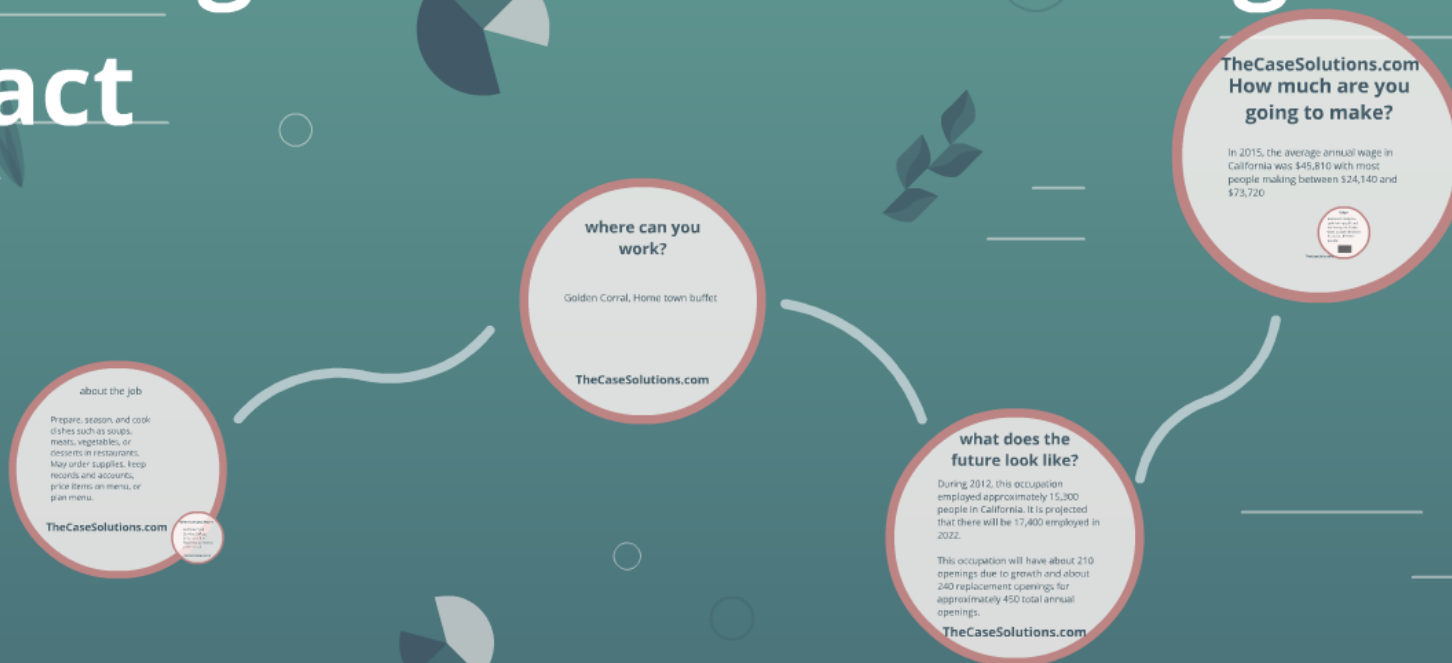 act
about the job
Prepare, season, and cook
dishes such as soups,
meats, vegetables, or
desserts in restaurants.
May order supplies, keep
records and accounts,
price items on menu, or
plan menu.
TheCaseSolutions.com
where can you
work?
Golden Corral, Home town buffet
TheCaseSolutions.com
what does the
future look like?
During 2012, this occupation
employed approximately 15,300
people in California. It is projected
that there will be 17,400 employed in
2022.
This occupation will have about 210
openings due to growth and about
240 replacement openings for
approximately 450 total annual
openings.
TheCaseSolutions.com
TheCaseSolutions.com
How much are you
going to make?
In 2015, the average annual wage in
California was $45,810 with most
people making between $24,140 and
$73,720